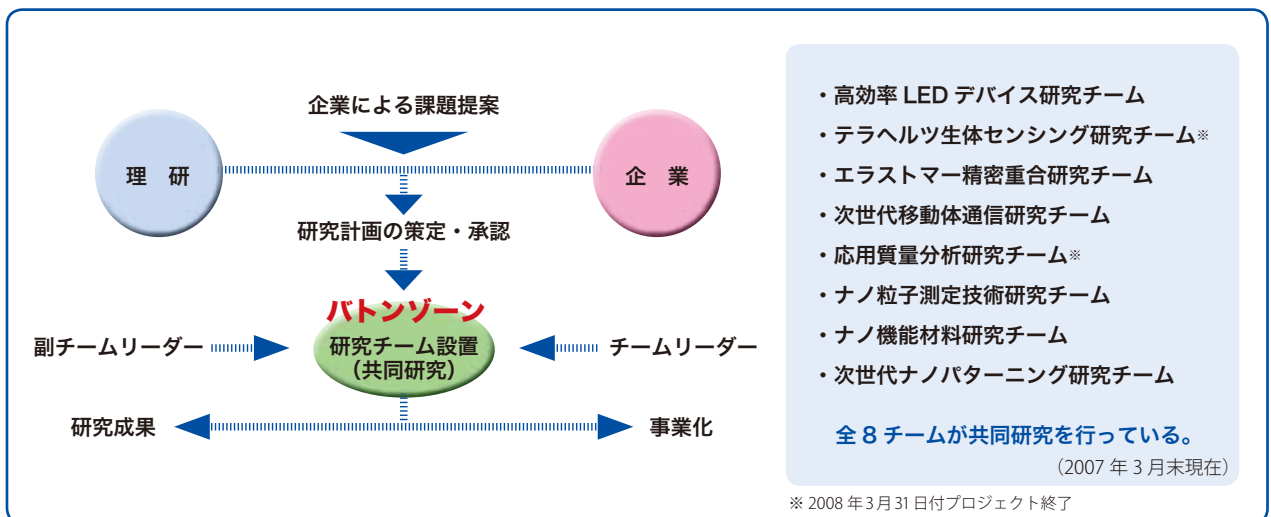 企業による課題提案
理 研
企 業
研究計画の策定・承認
バトンゾーン
研究チーム設置
(共同研究)
副チームリーダー
チームリーダー
研究成果
事業化
・高効率 LED デバイス研究チーム
・テラヘルツ生体センシング研究チーム※
・エラストマー精密重合研究チーム
・次世代移動体通信研究チーム
・応用質量分析研究チーム※
・ナノ粒子測定技術研究チーム
・ナノ機能材料研究チーム
・次世代ナノパターニング研究チーム
全 8 チームが共同研究を行っている。
(2007 年 3 月末現在)
※ 2008 年3月31 日付プロジェクト終了